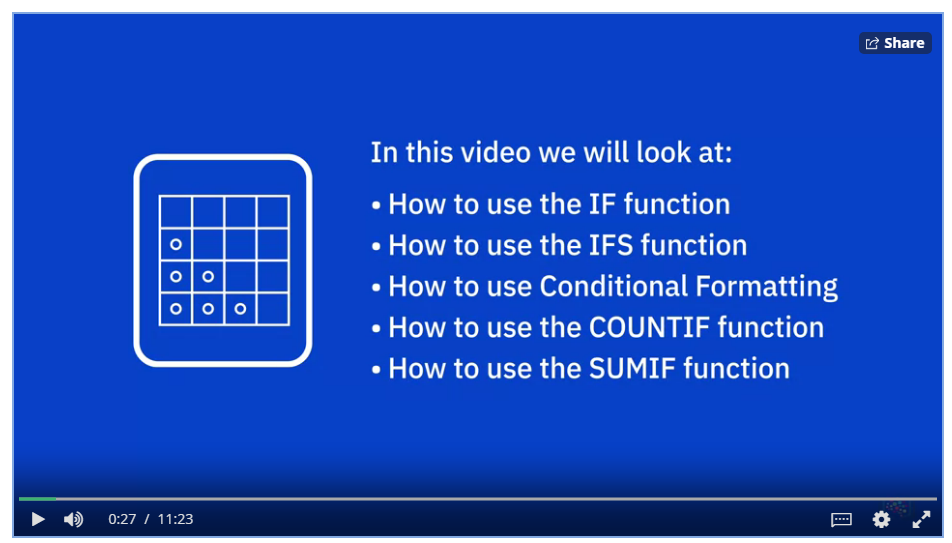 Share
In this video we will look at:
• How to use the IF function
• How to use the IFS function
• How to use Conditional Formatting
• How to use the COUNTIF function
• How to use the SUMIF function
0:27 / 11:23